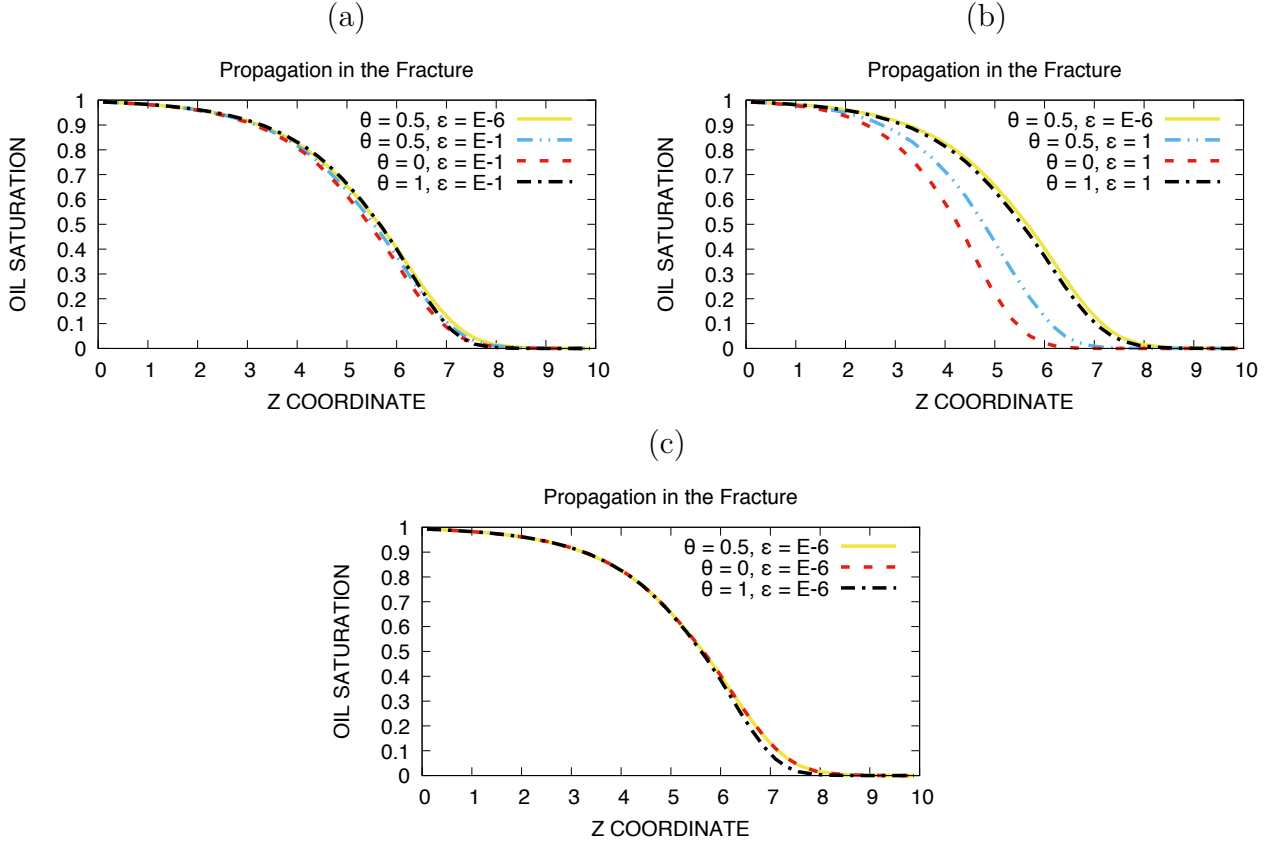 (a)
Propagation in the Fracture
1
0.9
0.8
0.7
0.6
0.5
0.4
0.3
0.2
0.1
0
OIL SATURATION
θ = 0.5, ε = E-6
θ = 0.5, ε = E-1
θ = 0, ε = E-1
θ = 1, ε = E-1
0 1 2 3 4 5 6 7 8 9 10
Z COORDINATE
(b)
Propagation in the Fracture
1
0.9
0.8
0.7
0.6
0.5
0.4
0.3
0.2
0.1
0
OIL SATURATION
θ = 0.5, ε = E-6
θ = 0.5, ε = 1
θ = 0, ε = 1
θ = 1, ε = 1
0 1 2 3 4 5 6 7 8 9 10
Z COORDINATE
(c)
Propagation in the Fracture
1
0.9
0.8
0.7
0.6
0.5
0.4
0.3
0.2
0.1
0
OIL SATURATION
θ = 0.5, ε = E-6
θ = 0, ε = E-6
θ = 1, ε = E-6
0 1 2 3 4 5 6 7 8 9 10
Z COORDINATE